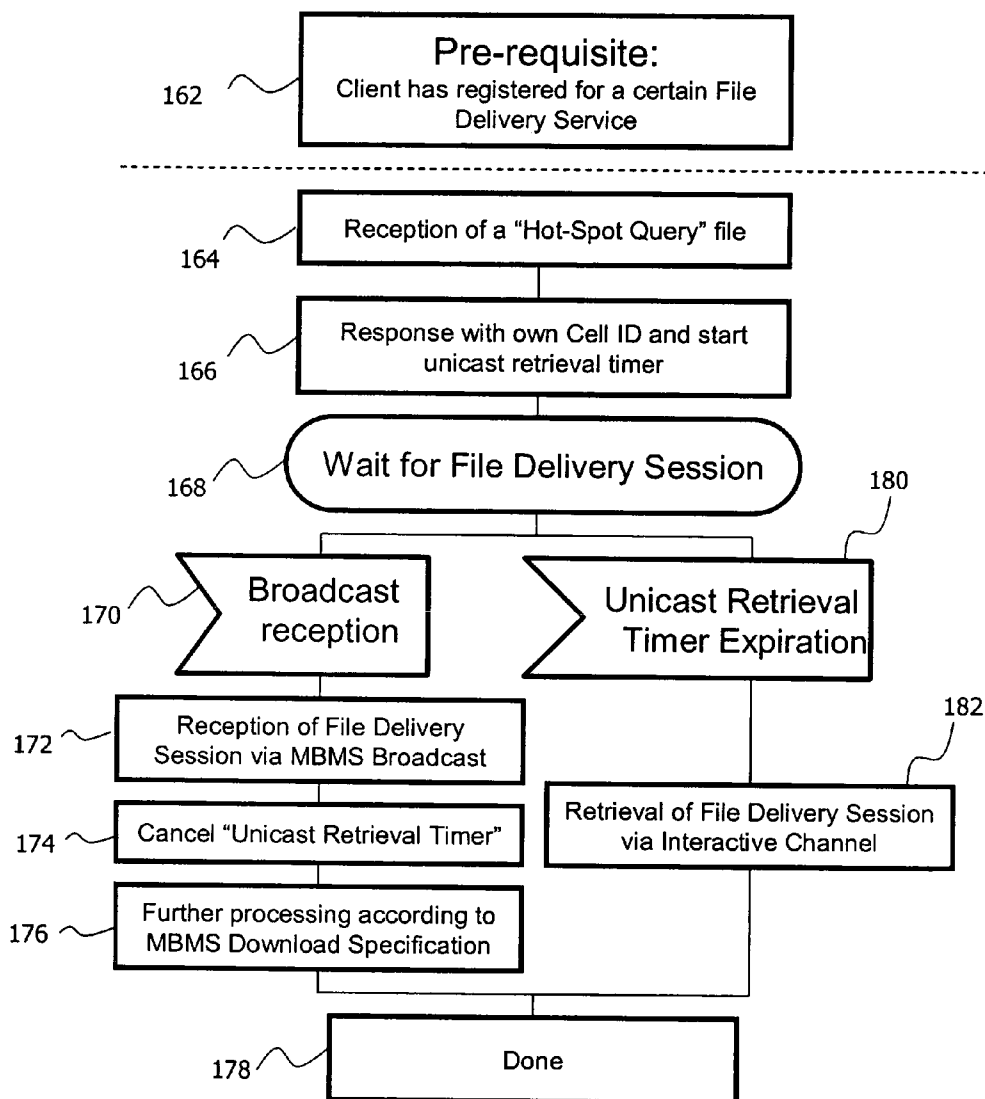 Pre-requisite:
Client has registered for a certain File
Delivery Service
162
Reception of a “Hot-Spot Query” file
164
Response with own Cell ID and start
unicast retrieval timer
166
Wait for File Delivery Session
168
180
Broadcast
reception
170
Unicast Retrieval
Timer Expiration
Reception of File Delivery
Session via MBMS Broadcast
172
182
Cancel “Unicast Retrieval Timer”
174
Retrieval of File Delivery Session
via Interactive Channel
Further processing according to
MBMS Download Specification
176
Done
178